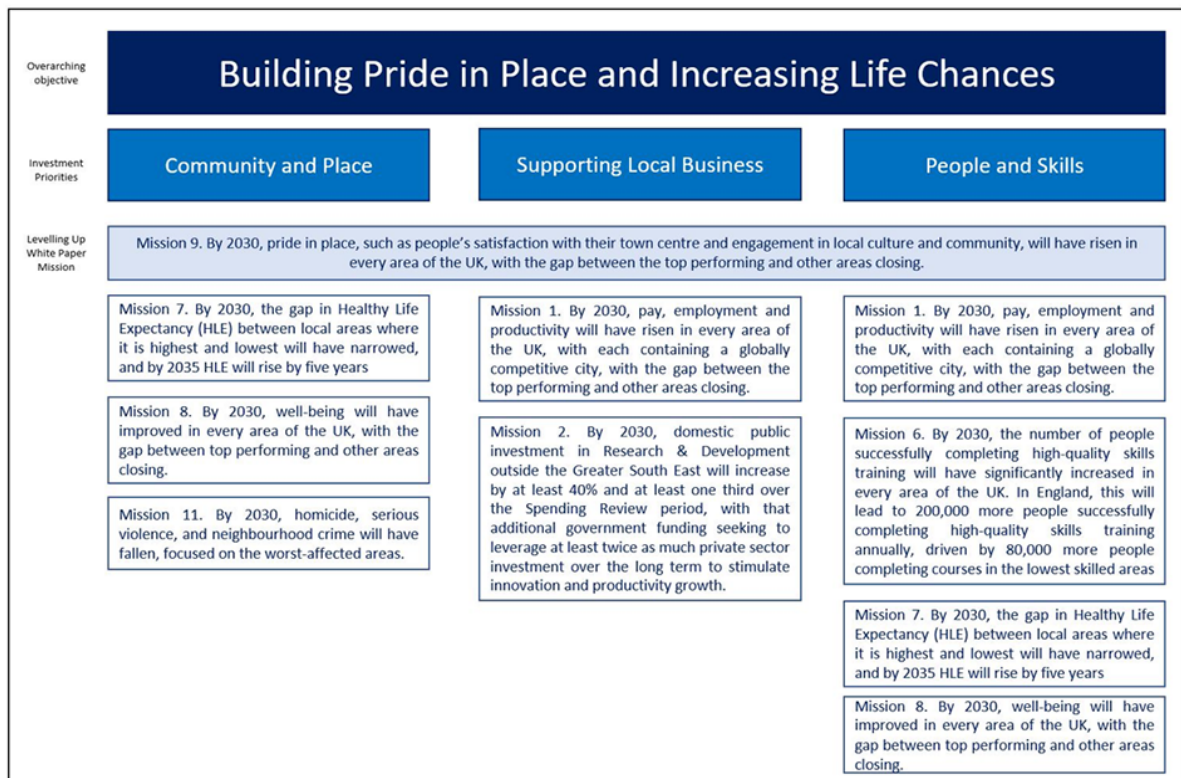 Overarching
objective
Building Pride in Place and Increasing Life Chances
Investment
Priorities
Community and Place
Supporting Local Business
People and Skills
Levelling Up
White Paper
Mission
Mission 9. By 2030, pride in place, such as people’s satisfaction with their town centre and engagement in local culture and community, will have risen in
every area of the UK, with the gap between the top performing and other areas closing.
Mission 7. By 2030, the gap in Healthy Life
Expectancy (HLE) between local areas where
it is highest and lowest will have narrowed,
and by 2035 HLE will rise by five years
Mission 8. By 2030, well-being will have
improved in every area of the UK, with the
gap between top performing and other areas
closing.
Mission 11. By 2030, homicide, serious
violence, and neighbourhood crime will have
fallen, focused on the worst-affected areas.
Mission 1. By 2030, pay, employment and
productivity will have risen in every area of
the UK, with each containing a globally
competitive city, with the gap between the
top performing and other areas closing.
Mission 2. By 2030, domestic public
investment in Research & Development
outside the Greater South East will increase
by at least 40% and at least one third over
the Spending Review period, with that
additional government funding seeking to
leverage at least twice as much private sector
investment over the long term to stimulate
innovation and productivity growth.
Mission 1. By 2030, pay, employment and
productivity will have risen in every area of
the UK, with each containing a globally
competitive city, with the gap between the
top performing and other areas closing.
Mission 6. By 2030, the number of people
successfully completing high-quality skills
training will have significantly increased in
every area of the UK. In England, this will
lead to 200,000 more people successfully
completing high-quality skills training
annually, driven by 80,000 more people
completing courses in the lowest skilled areas
Mission 7. By 2030, the gap in Healthy Life
Expectancy (HLE) between local areas where
it is highest and lowest will have narrowed,
and by 2035 HLE will rise by five years
Mission 8. By 2030, well-being will have
improved in every area of the UK, with the
gap between top performing and other areas
closing.